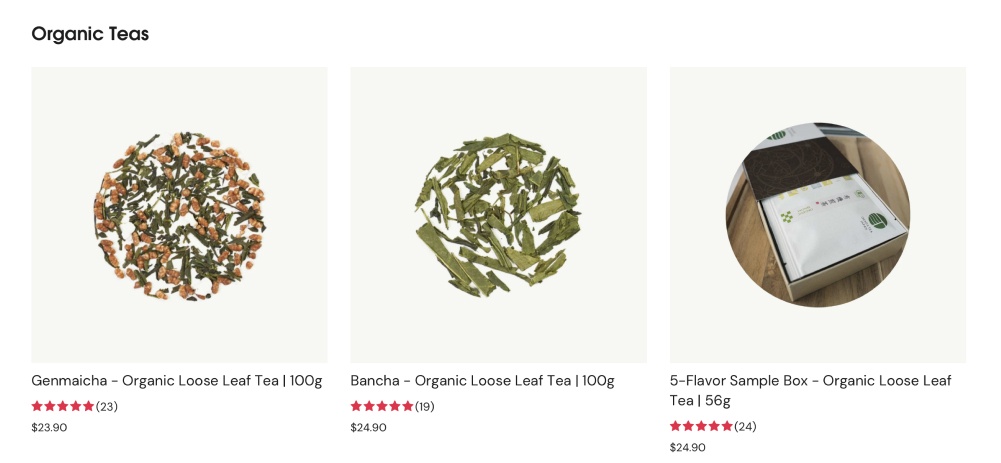 Organic Teas
Genmaicha - Organic Loose Leaf Tea | 100g
(23)
$23.90
Bancha - Organic Loose Leaf Tea | 100g
(19)
$24.90
5-Flavor Sample Box - Organic Loose Leaf
Tea | 56g
(24)
$24.90